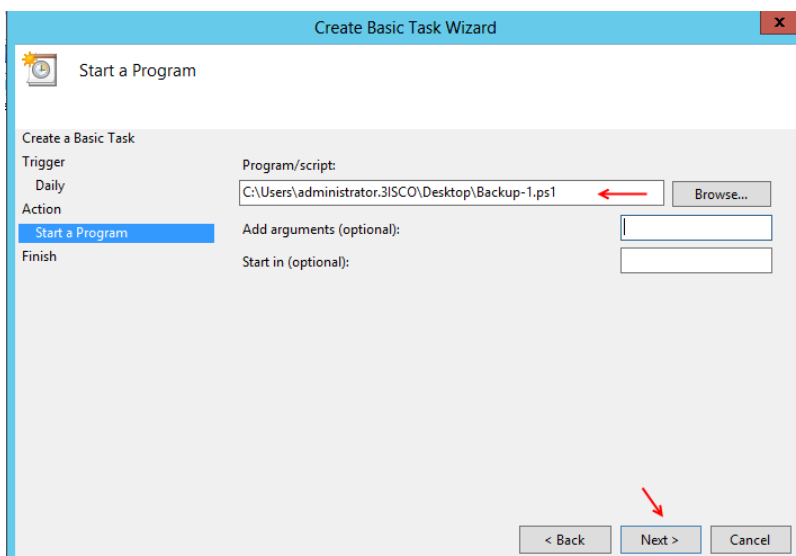 Create Basic Task Wizard
x
Start a Program
Create a Basic Task
Trigger
Daily
Action
Start a Program
Finish
Program/script:
C:\Users\administrator.3ISCO\Desktop\Backup-1.ps1
Browse...
Add arguments (optional):
Start in (optional):
< Back
Next >
Cancel